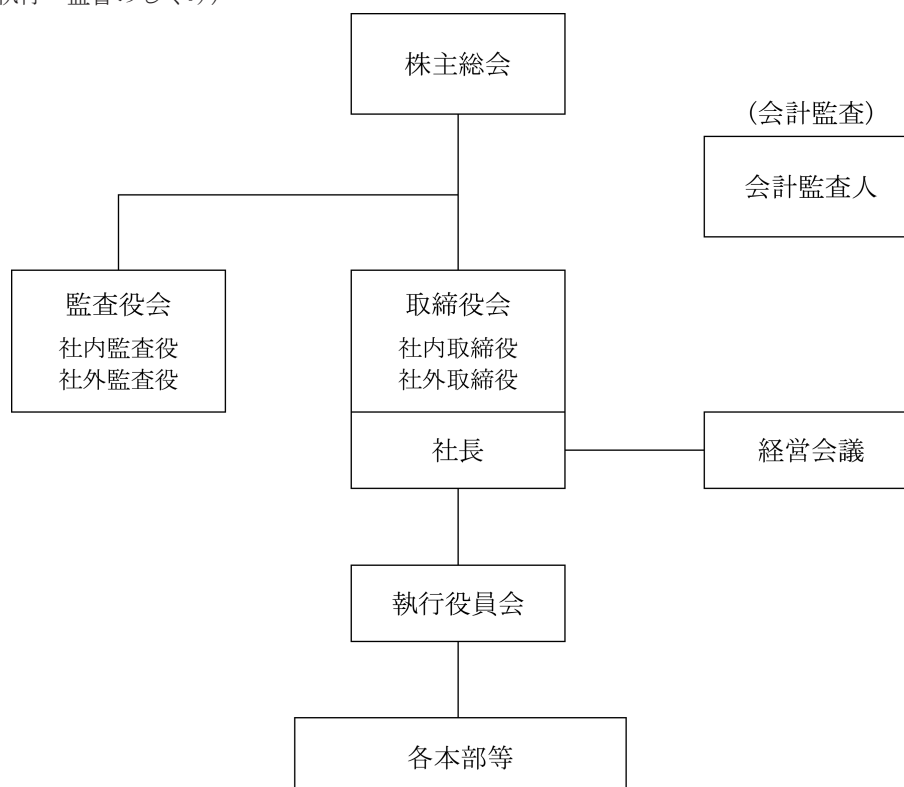 株主総会
(会計監査)
会計監査人
監査役会
社内監査役
社外監査役
取締役会
社内取締役
社外取締役
社長
経営会議
執行役員会
各本部等